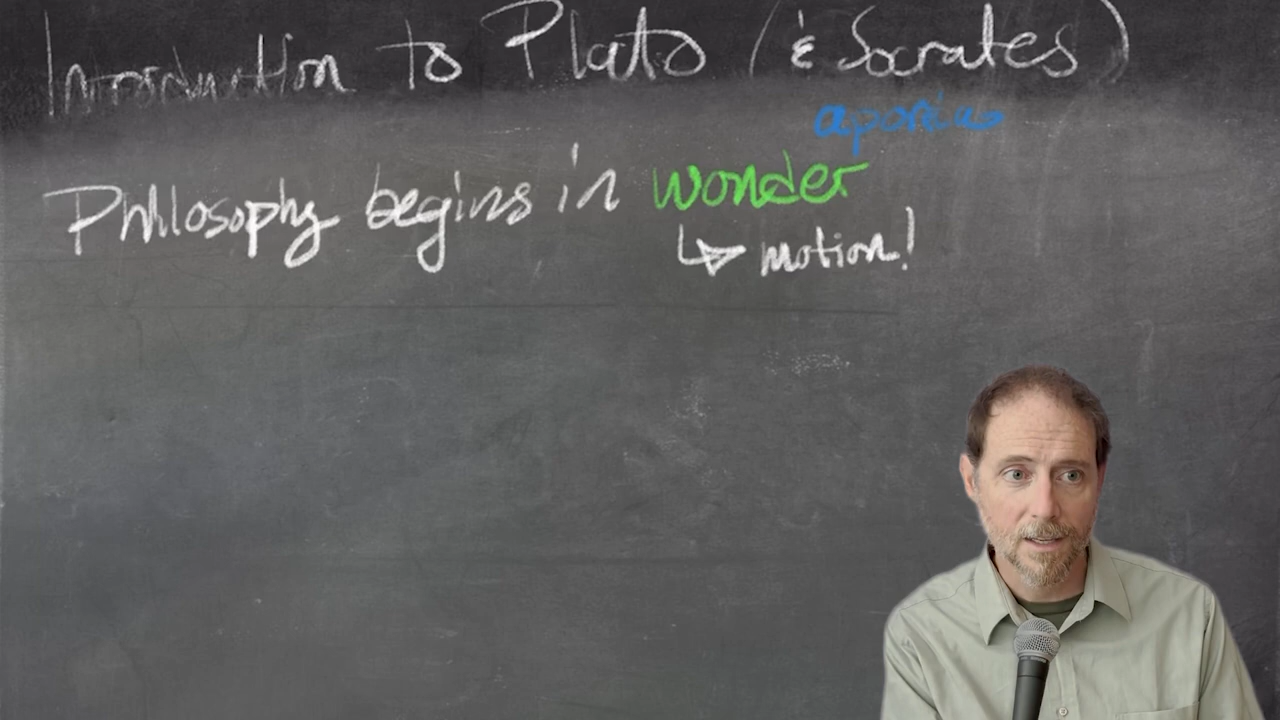 Introduction to Plato (& Socrates)
aporia
Philosophy begins in wonder
↳ motion!